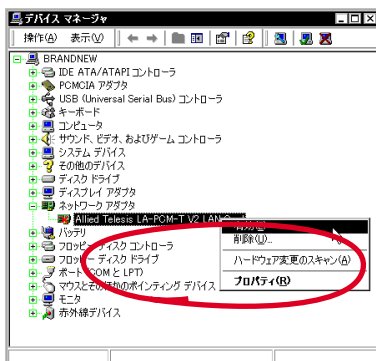 デバイス マネージャ
操作(A) 表示(V)
BRANDNEW
IDE ATA/ATAPI コントローラ
PCMCIA アダプタ
USB (Universal Serial Bus) コントローラ
キーボード
コンピュータ
サウンド、ビデオ、およびゲーム コントローラ
システム デバイス
その他のデバイス
ディスク ドライブ
ディスプレイ アダプタ
ネットワーク アダプタ
Allied Telesis LA-PCM-T V2 LAN
有効(E)
バッテリ
削除(U)...
フロッピー ディスク コントローラ
フロッピー ディスク ドライブ
ハードウェア変更のスキャン(A)
ポート (COM と LPT)
プロパティ(R)
マウスとそのほかのポインティング デバイス
モニタ
赤外線デバイス